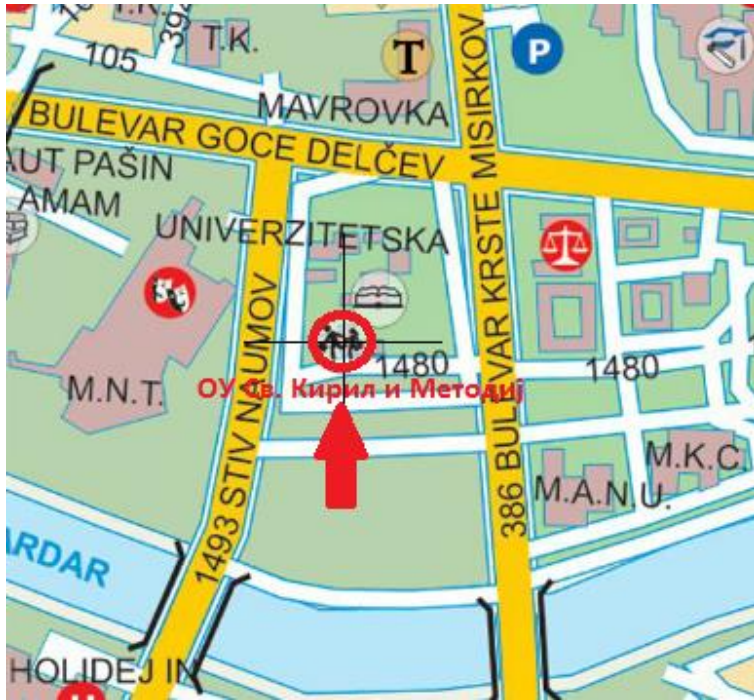 T.K.
105
394
T
P
MAVROVKA
BULEVAR GOCE DELČEV
386 BULEVAR KRSTE MISIRKOV
AUT PAŠIN
AMAM
UNIVERZITETSKA
1493 STIV NAUMOV
M.N.T.
1480
1480
ОУ Св. Кирил и Методиј
M.K.C.
M.A.N.U.
ARDAR
HOLIDEJ IN